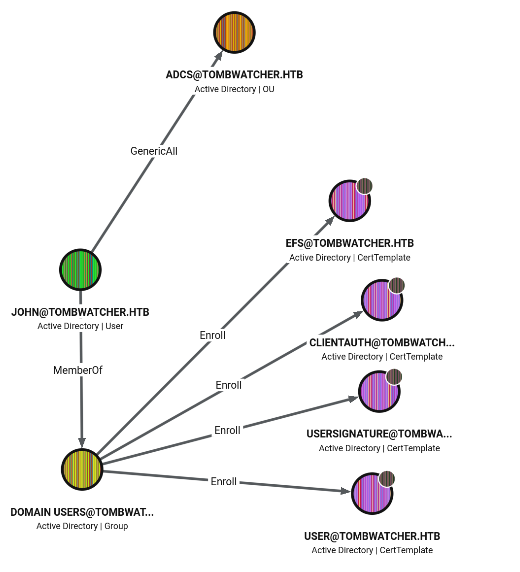 ADCS@TOMBWATCHER.HTB
Active Directory | OU
GenericAll
EFS@TOMBWATCHER.HTB
Active Directory | CertTemplate
JOHN@TOMBWATCHER.HTB
Active Directory | User
Enroll
CLIENTAUTH@TOMBWATCH...
Active Directory | CertTemplate
MemberOf
Enroll
Enroll
USERSIGNATURE@TOMBWA...
Active Directory | CertTemplate
Enroll
DOMAIN USERS@TOMBWAT...
Active Directory | Group
USER@TOMBWATCHER.HTB
Active Directory | CertTemplate